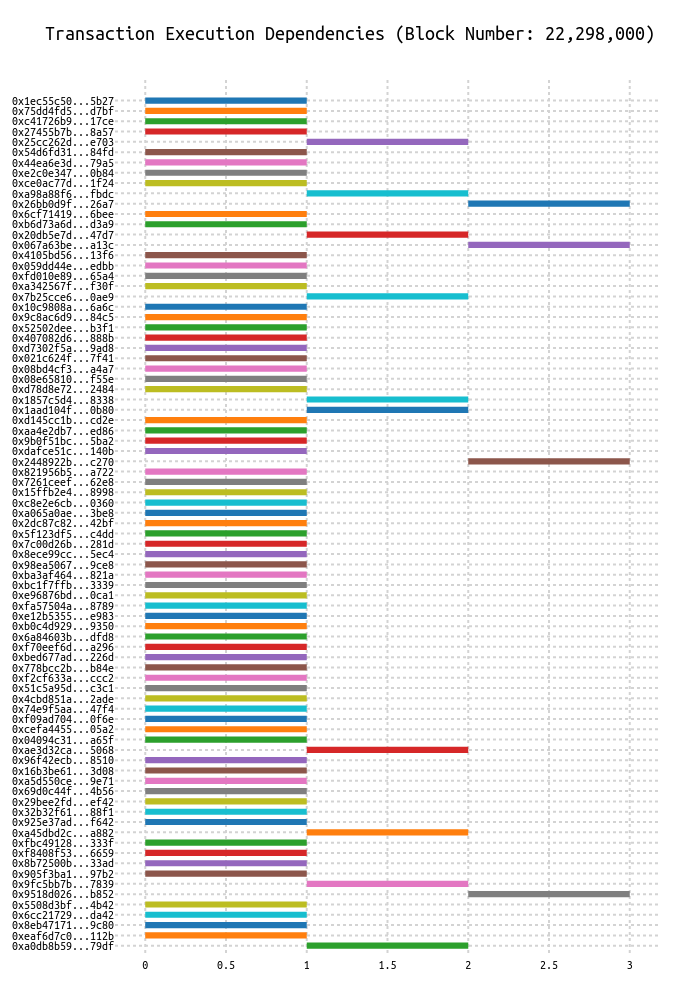 Transaction Execution Dependencies (Block Number: 22,298,000)
0x1ec55c50...5b27
0x75dd4fd5...d7bf
0xc41726b9...17ce
0x27455b7b...8a57
0x25cc262d...e703
0x54d6fd31...84fd
0x44ea6e3d...79a5
0xe2c0e347...0b84
0xce0ac77d...1f24
0xa98a88f6...fbdc
0x26bb0d9f...26a7
0x6cf71419...6bee
0xb6d73a6d...d3a9
0x20db5e7d...47d7
0x067a63be...a13c
0x4105bd56...13f6
0x059dd44e...edbb
0xfd010e89...65a4
0xa342567f...f30f
0x7b25cce6...0ae9
0x10c9808a...6a6c
0x9c8ac6d9...84c5
0x52502dee...b3f1
0x407082d6...888b
0xd7302f5a...9ad8
0x021c624f...7f41
0x08bd4cf3...a4a7
0x08e65810...f55e
0xd78d8e72...2484
0x1857c5d4...8338
0x1aad104f...0b80
0xd145cc1b...cd2e
0xaa4e2db7...ed86
0x9b0f51bc...5ba2
0xdafce51c...140b
0x2448922b...c270
0x821956b5...a722
0x7261ceef...62e8
0x15ffb2e4...8998
0xc8e2e6cb...0360
0xa065a0ae...3be8
0x2dc87c82...42bf
0x5f123df5...c4dd
0x7c00d26b...281d
0x8ece99cc...5ec4
0x98ea5067...9ce8
0xba3af464...821a
0xbc1f7ffb...3339
0xe96876bd...0ca1
0xfa57504a...8789
0xe12b5355...e983
0xb0c4d929...9350
0x6a84603b...dfd8
0xf70eef6d...a296
0xbed677ad...226d
0x778bcc2b...b84e
0xf2cf633a...ccc2
0x51c5a95d...c3c1
0x4cbd851a...2ade
0x74e9f5aa...47f4
0xf09ad704...0f6e
0xcefa4455...05a2
0x04094c31...a65f
0xae3d32ca...5068
0x96f42ecb...8510
0x16b3be61...3d08
0xa5d550ce...9e71
0x69d0c44f...4b56
0x29bee2fd...ef42
0x32b32f61...88f1
0x925e37ad...f642
0xa45dbd2c...a882
0xfbc49128...333f
0xf8408f53...6659
0x8b72500b...33ad
0x905f3ba1...97b2
0x9fc5bb7b...7839
0x9518d026...b852
0x5508d3bf...4b42
0x6cc21729...da42
0x8eb47171...9c80
0xeaf6d7c0...112b
0xa0db8b59...79df
0 0.5 1 1.5 2 2.5 3